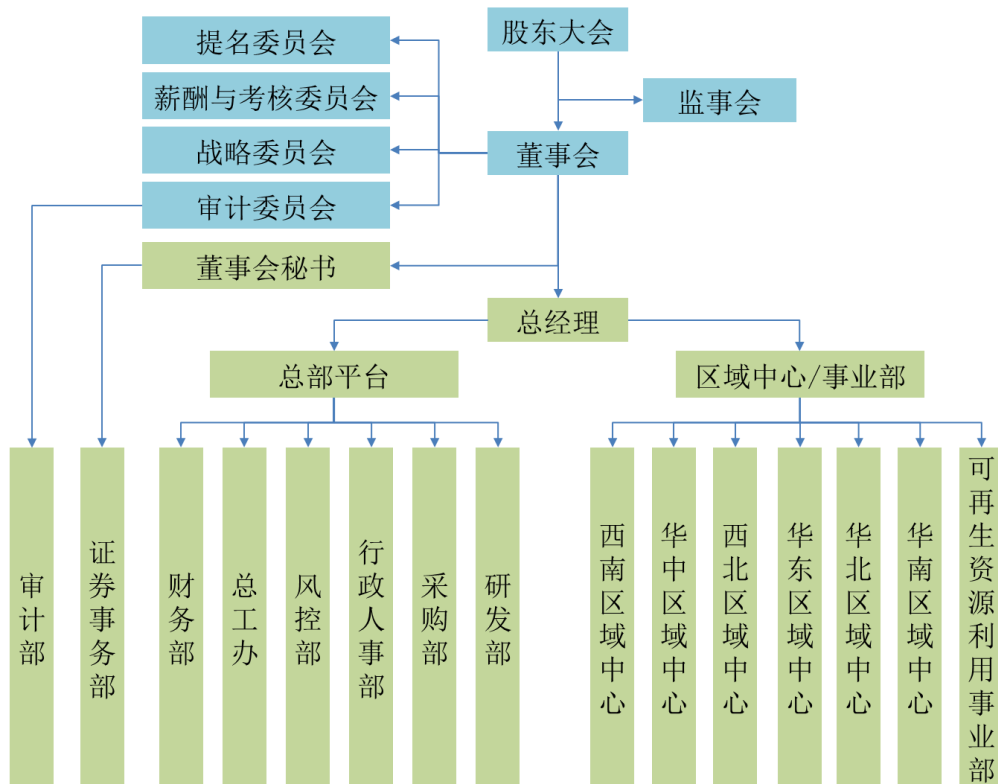 提名委员会
股东大会
薪酬与考核委员会
监事会
战略委员会
董事会
审计委员会
董事会秘书
总经理
总部平台
区域中心/事业部
审计部
证券事务部
财务部
总工办
风控部
行政人事部
采购部
研发部
西南区域中心
华中区域中心
西北区域中心
华东区域中心
华北区域中心
华南区域中心
可再生资源利用事业部